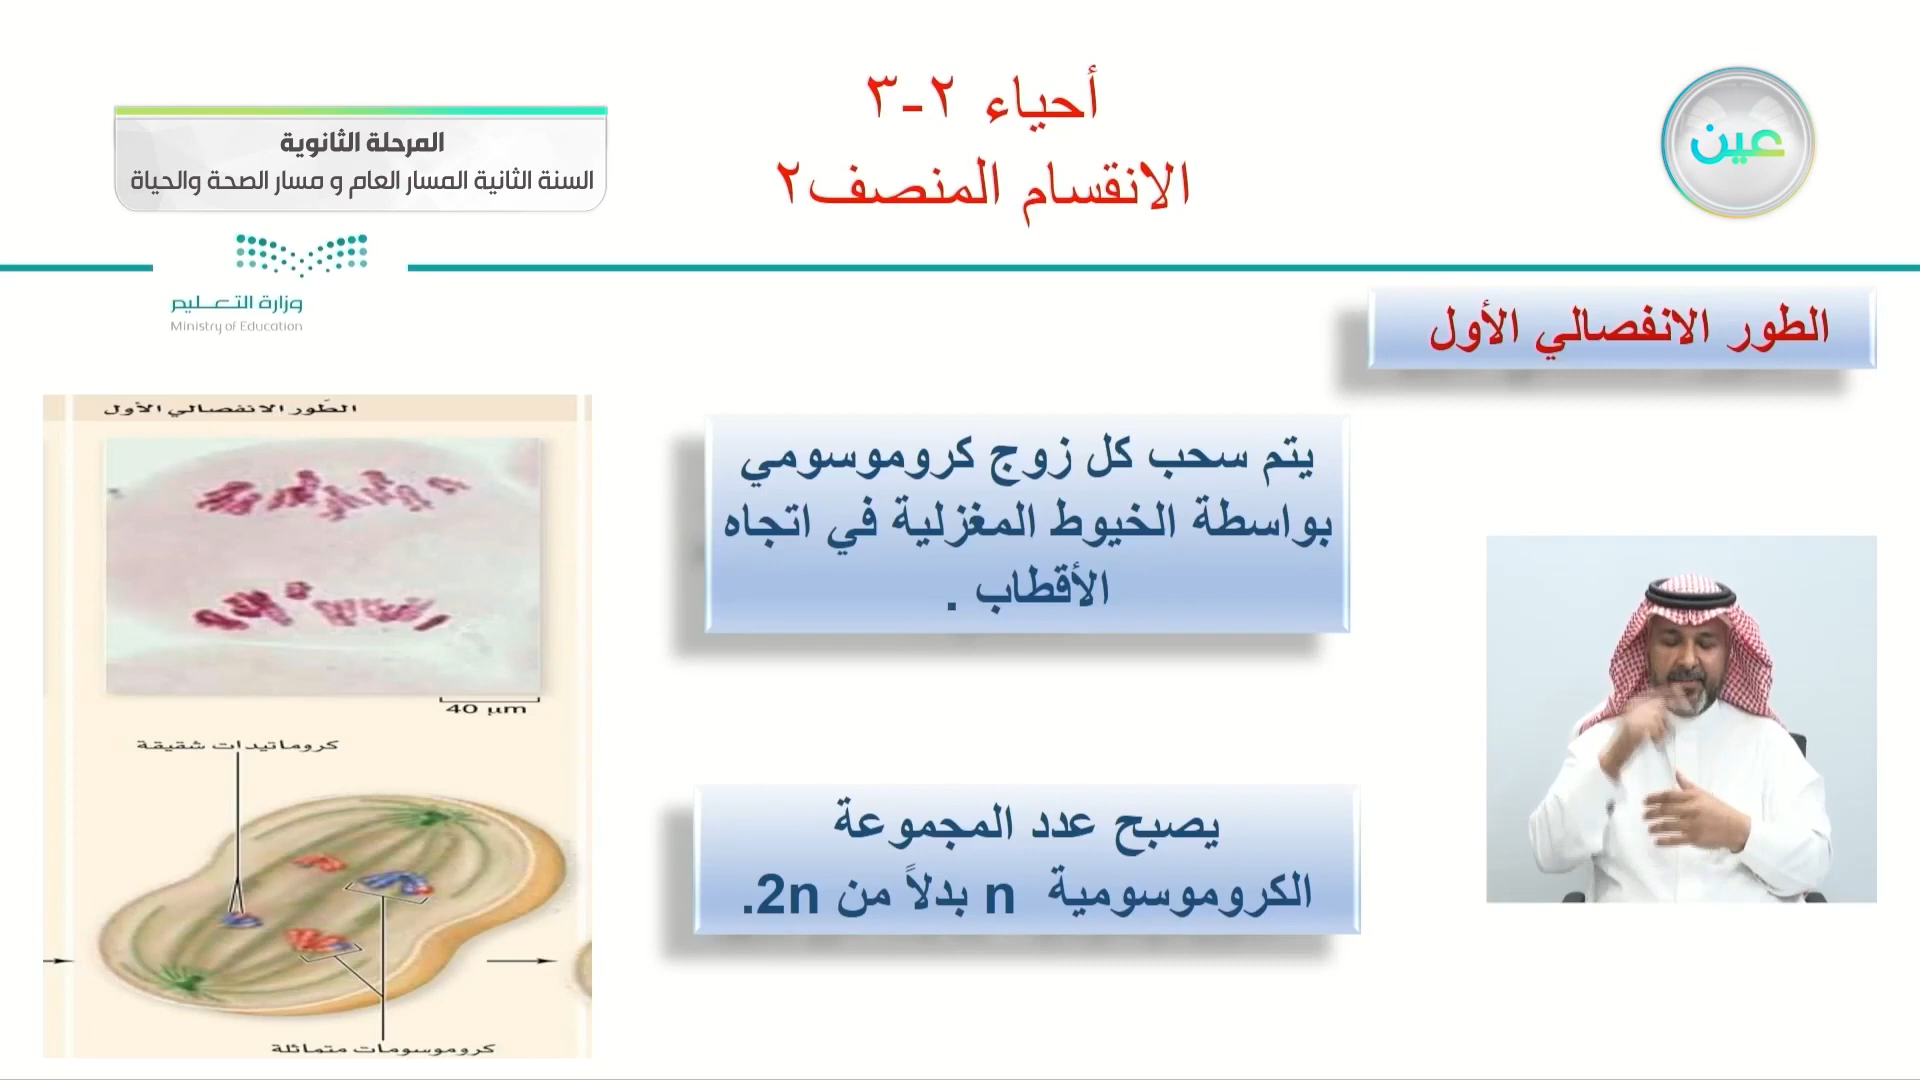 أحياء ٢-٣
الانقسام المنصف٢
عين
المرحلة الثانوية
السنة الثانية المسار العام و مسار الصحة والحياة
وزارة التعليم
Ministry of Education
الطور الانفصالي الأول
يتم سحب كل زوج كروموسومي
بواسطة الخيوط المغزلية في اتجاه
الأقطاب .
يصبح عدد المجموعة
الكروموسومية n بدلاً من 2n.
الطّور الانفصالي الأول
40 µm
كروماتيدات شقيقة
كروموسومات متماثلة